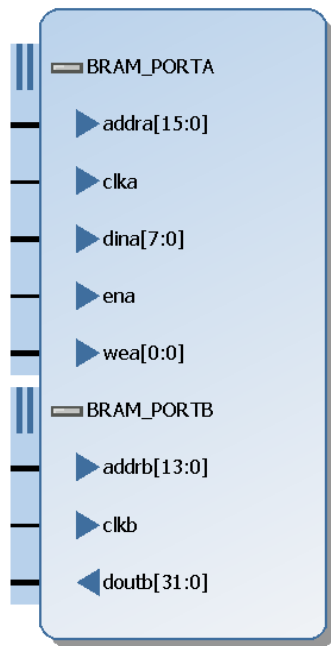 BRAM_PORTA
addra[15:0]
clka
dina[7:0]
ena
wea[0:0]
BRAM_PORTB
addrb[13:0]
clkb
doutb[31:0]